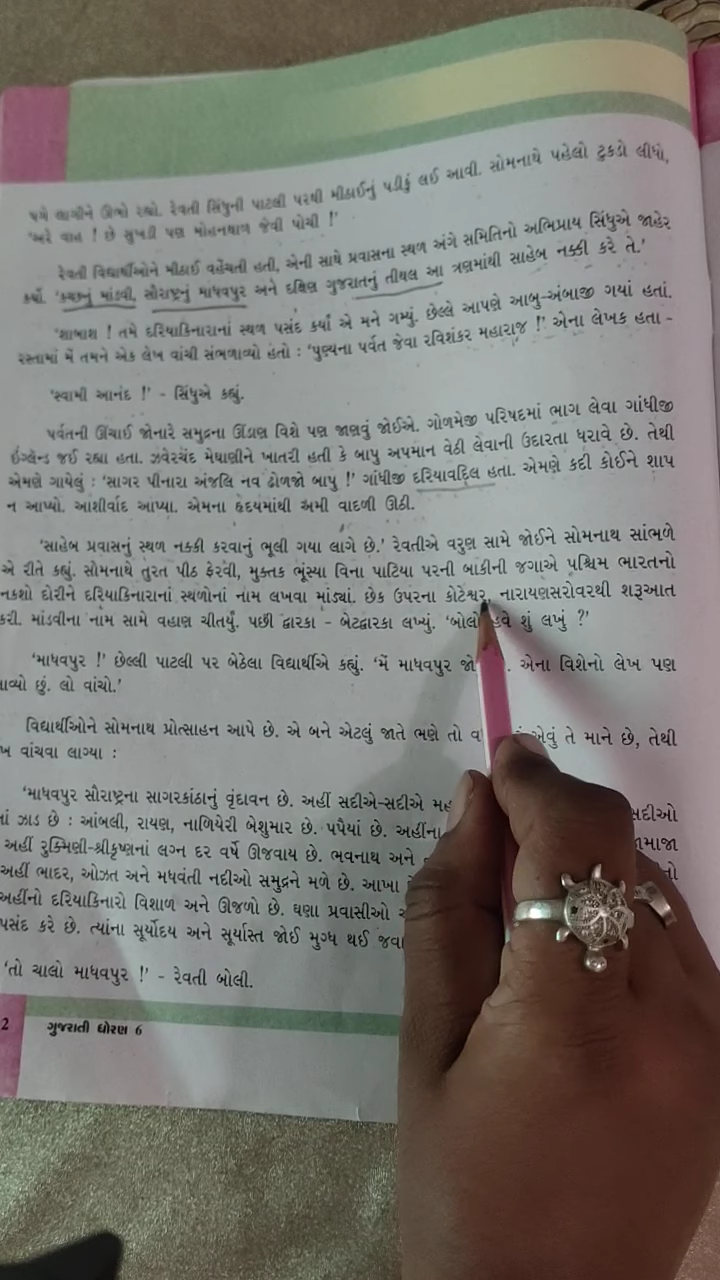 પગે લાગીને ઊભો રહ્યો. રેવતી સિંધુની પાટલી પરથી મીઠાઈનું પડીકું લઈ આવી. સોમનાથે પહેલો ટુકડો લીધો,
'અરે વાહ ! છે સુખડી પણ મોહનથાળ જેવી પોચી !'
રેવતી વિદ્યાર્થીઓને મીઠાઈ વહેંચતી હતી, એની સાથે પ્રવાસના સ્થળ અંગે સમિતિનો અભિપ્રાય સિંધુએ જાહેર
કર્યો. 'કચ્છનું માંડવી, સૌરાષ્ટ્રનું માધવપુર અને દક્ષિણ ગુજરાતનું તીથલ આ ત્રણમાંથી સાહેબ નક્કી કરે તે.'
'શાબાશ ! તમે દરિયાકિનારાનાં સ્થળ પસંદ કર્યાં એ મને ગમ્યું. છેલ્લે આપણે આબુ-અંબાજી ગયાં હતાં.
રસ્તામાં મેં તમને એક લેખ વાંચી સંભળાવ્યો હતો : 'પુણ્યના પર્વત જેવા રવિશંકર મહારાજ !' એના લેખક હતા -
'સ્વામી આનંદ !' - સિંધુએ કહ્યું.
પર્વતની ઊંચાઈ જોનારે સમુદ્રના ઊંડાણ વિશે પણ જાણવું જોઈએ. ગોળમેજી પરિષદમાં ભાગ લેવા ગાંધીજી
ઇંગ્લેન્ડ જઈ રહ્યા હતા. ઝવેરચંદ મેઘાણીને ખાતરી હતી કે બાપુ અપમાન વેઠી લેવાની ઉદારતા ધરાવે છે. તેથી
એમણે ગાયેલું : 'સાગર પીનારા અંજલિ નવ ઢોળજો બાપુ !' ગાંધીજી દરિયાવદિલ હતા. એમણે કદી કોઈને શાપ
ન આપ્યો. આશીર્વાદ આપ્યા. એમના હૃદયમાંથી અમી વાદળી ઊઠી.
'સાહેબ પ્રવાસનું સ્થળ નક્કી કરવાનું ભૂલી ગયા લાગે છે.' રેવતીએ વરુણ સામે જોઈને સોમનાથ સાંભળે
એ રીતે કહ્યું. સોમનાથે તુરત પીઠ ફેરવી, મુક્તક ભૂંસ્યા વિના પાટિયા પરની બાકીની જગાએ પશ્ચિમ ભારતનો
નકશો દોરીને દરિયાકિનારાનાં સ્થળોનાં નામ લખવા માંડ્યાં. છેક ઉપરના કોટેશ્વર, નારાયણસરોવરથી શરૂઆત
કરી. માંડવીના નામ સામે વહાણ ચીતર્યું. પછી દ્વારકા - બેટદ્વારકા લખ્યું. 'બોલો હવે શું લખું ?'
'માધવપુર !' છેલ્લી પાટલી પર બેઠેલા વિદ્યાર્થીએ કહ્યું. 'મેં માધવપુર જો . એના વિશેનો લેખ પણ
ાવ્યો છું. લો વાંચો.'
વિદ્યાર્થીઓને સોમનાથ પ્રોત્સાહન આપે છે. એ બને એટલું જાતે ભણે તો એવું તે માને છે, તેથી
ખ વાંચવા લાગ્યા :
'માધવપુર સૌરાષ્ટ્રના સાગરકાંઠાનું વૃંદાવન છે. અહીં સદીએ-સદીએ સદીઓ
નાં ઝાડ છે : આંબલી, રાયણ, નાળિયેરી બેશુમાર છે. પપૈયાં છે. અહીંના
અહીં રુક્મિણી-શ્રીકૃષ્ણનાં લગ્ન દર વર્ષે ઊજવાય છે. ભવનાથ અને
અહીં ભાદર, ઓઝત અને મધવંતી નદીઓ સમુદ્રને મળે છે. આખા
અહીંનો દરિયાકિનારો વિશાળ અને ઊજળો છે. ઘણા પ્રવાસીઓ
પસંદ કરે છે. ત્યાંના સૂર્યોદય અને સૂર્યાસ્ત જોઈ મુગ્ધ થઈ જવા
'તો ચાલો માધવપુર !' - રેવતી બોલી.
2 ગુજરાતી ધોરણ 6